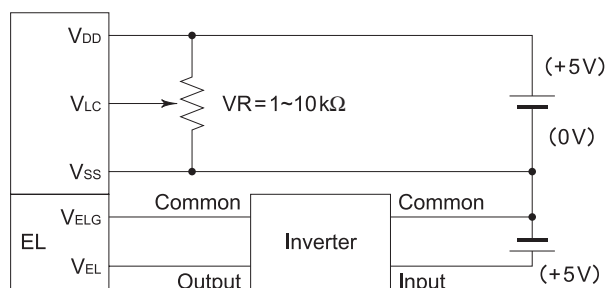 VDD
(+5V)
VLC
VR=1~10kΩ
(0V)
VSS
VELG
Common
Common
EL
Inverter
VEL
Output
Input
(+5V)